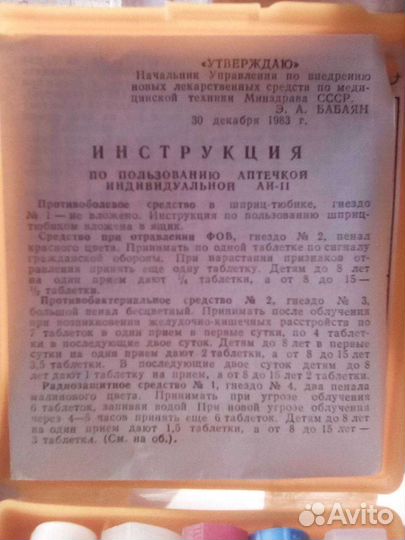 «УТВЕРЖДАЮ»
Начальник Управления по внедрению
новых лекарственных средств по меди-
цинской техники Минздрава СССР.
Э. А. БАБАЯН
30 декабря 1983 г.
ИНСТРУКЦИЯ
ПО ПОЛЬЗОВАНИЮ АПТЕЧКОЙ
ИНДИВИДУАЛЬНОЙ АИ-II
Противоболевое средство в шприц-тюбике, гнездо
№ 1 — не вложено. Инструкция по пользованию шприц-
тюбиком вложена в ящик.
Средство при отравлении ФОВ, гнездо № 2, пенал
красного цвета. Принимать по одной таблетке по сигналу
гражданской обороны. При нарастании признаков от-
равления принять еще одну таблетку. Детям до 8 лет
на один прием дают ¼ таблетки, а от 8 до 15—
½ таблетки.
Противобактериальное средство № 2, гнездо № 3,
большой пенал бесцветный. Принимать после облучения
при возникновении желудочно-кишечных расстройств по
7 таблеток в один прием в первые сутки, по 4 таблет-
ки в последующие двое суток. Детям до 8 лет в первые
сутки на один прием дают 2 таблетки, а от 8 до 15 лет
3,5 таблетки. В последующие двое суток детям до 8
лет дают 1 таблетку на прием, а от 8 до 15 лет 2 таблетки.
Радиозащитное средство № 1, гнездо № 4, два пенала
малинового цвета. Принимать при угрозе облучения
6 таблеток, запивая водой При новой угрозе облучения
через 4—5 часов принять еще 6 таблеток. Детям до 8 лет
на один прием дают 1,5 таблетки, а от 8 до 15 лет—
3 таблетка. (См. на об.).
Avito